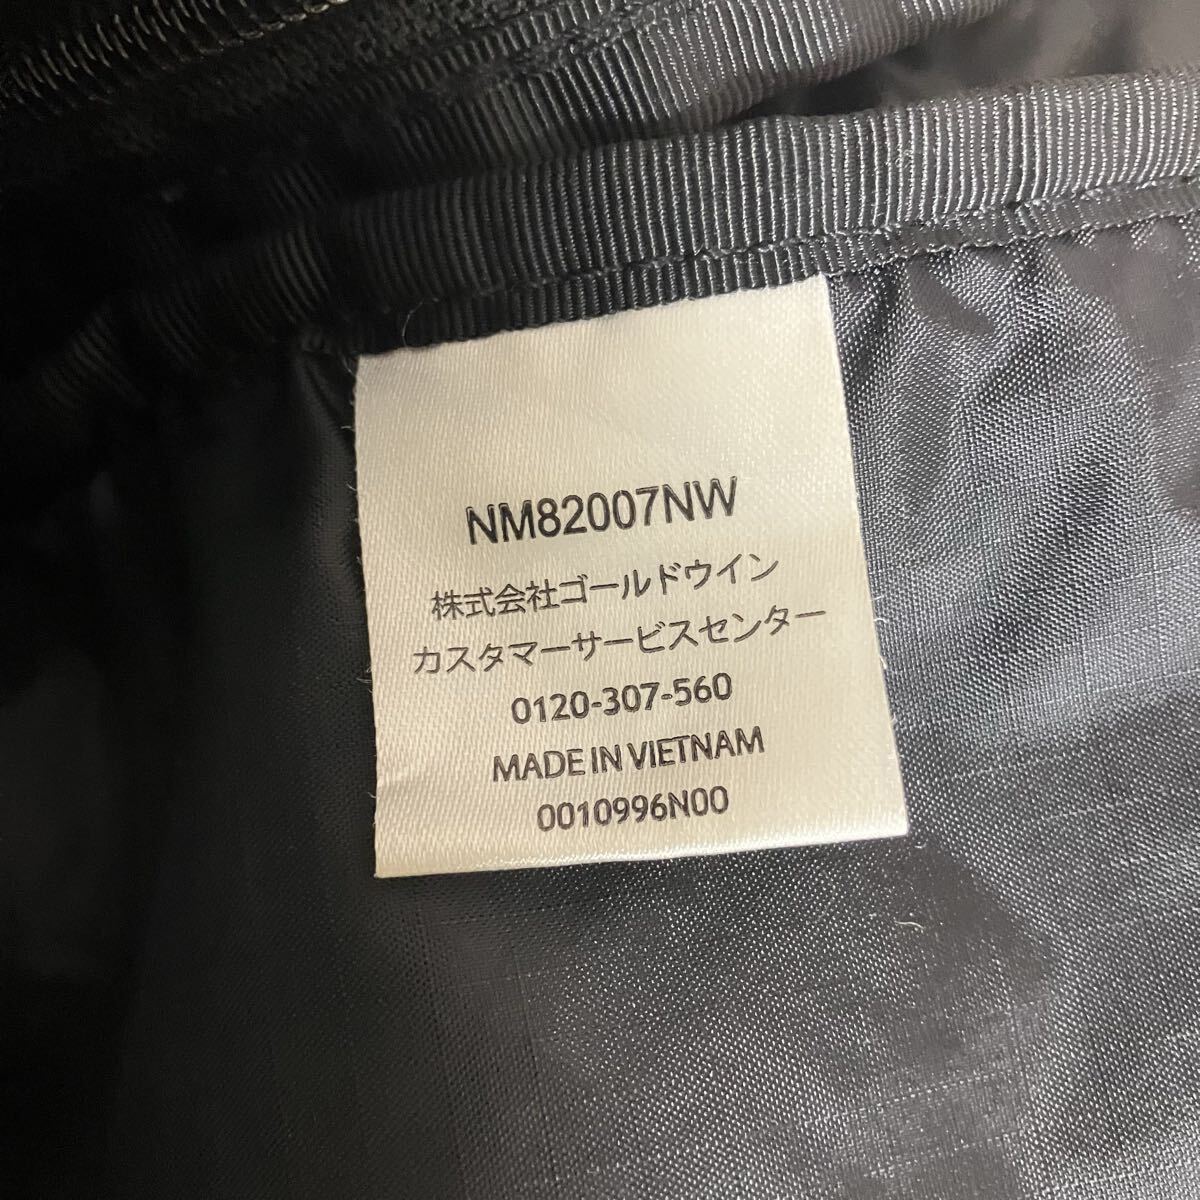 NM82007NW
株式会社ゴールドウイン
カスタマーサービスセンター
0120-307-560
MADE IN VIETNAM
0010996N00